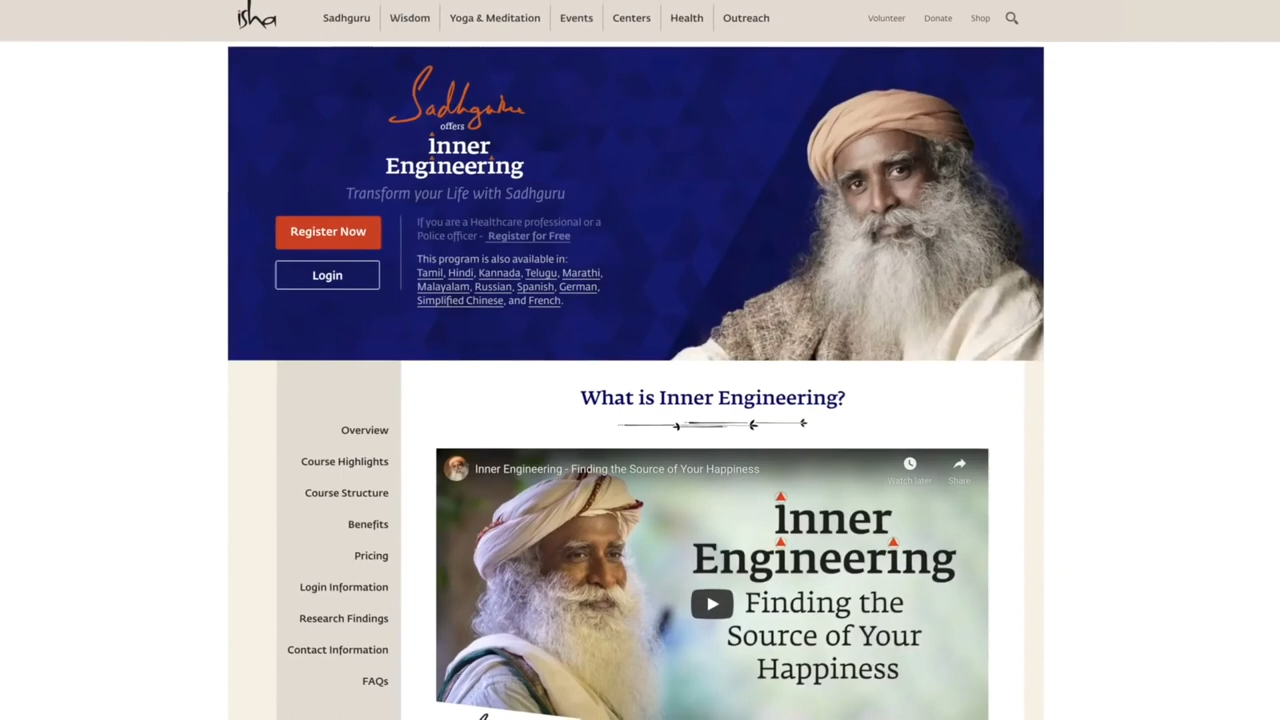 isha
Sadhguru
Wisdom
Yoga & Meditation
Events
Centers
Health
Outreach
Volunteer
Donate
Shop
Sadhguru
offers
inner
Engineering
Transform your Life with Sadhguru
Register Now
Login
If you are a Healthcare professional or a
Police officer - Register for Free
This program is also available in:
Tamil, Hindi, Kannada, Telugu, Marathi,
Malayalam, Russian, Spanish, German,
Simplified Chinese, and French.
Overview
Course Highlights
Course Structure
Benefits
Pricing
Login Information
Research Findings
Contact Information
FAQs
What is Inner Engineering?
Inner Engineering - Finding the Source of Your Happiness
Watch later
Share
inner
Engineering
Finding the
Source of Your
Happiness